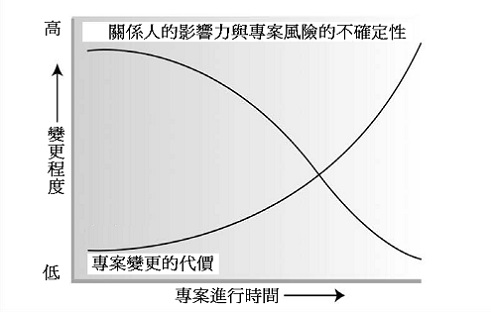 高
關係人的影響力與專案風險的不確定性
變更程度
專案變更的代價
低
專案進行時間